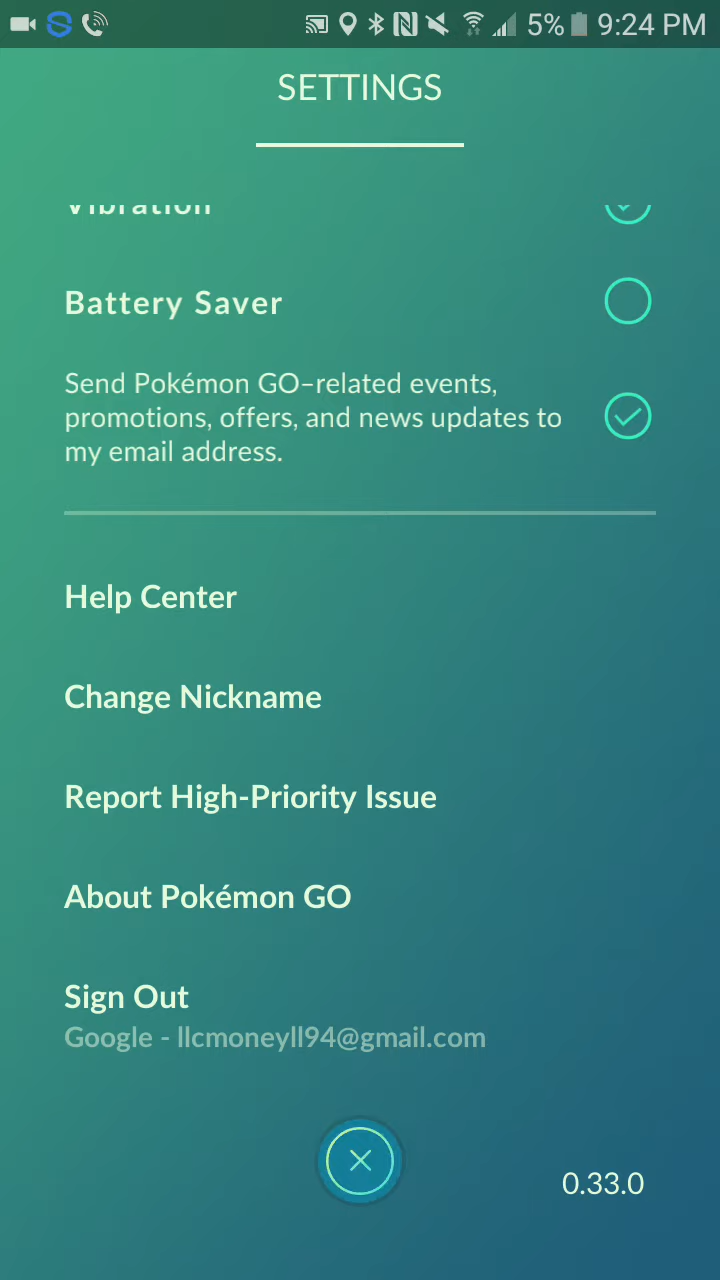 5% 9:24 PM
SETTINGS
Vibration
Battery Saver
Send Pokémon GO–related events,
promotions, offers, and news updates to
my email address.
Help Center
Change Nickname
Report High-Priority Issue
About Pokémon GO
Sign Out
Google - llcmoneyll94@gmail.com
0.33.0